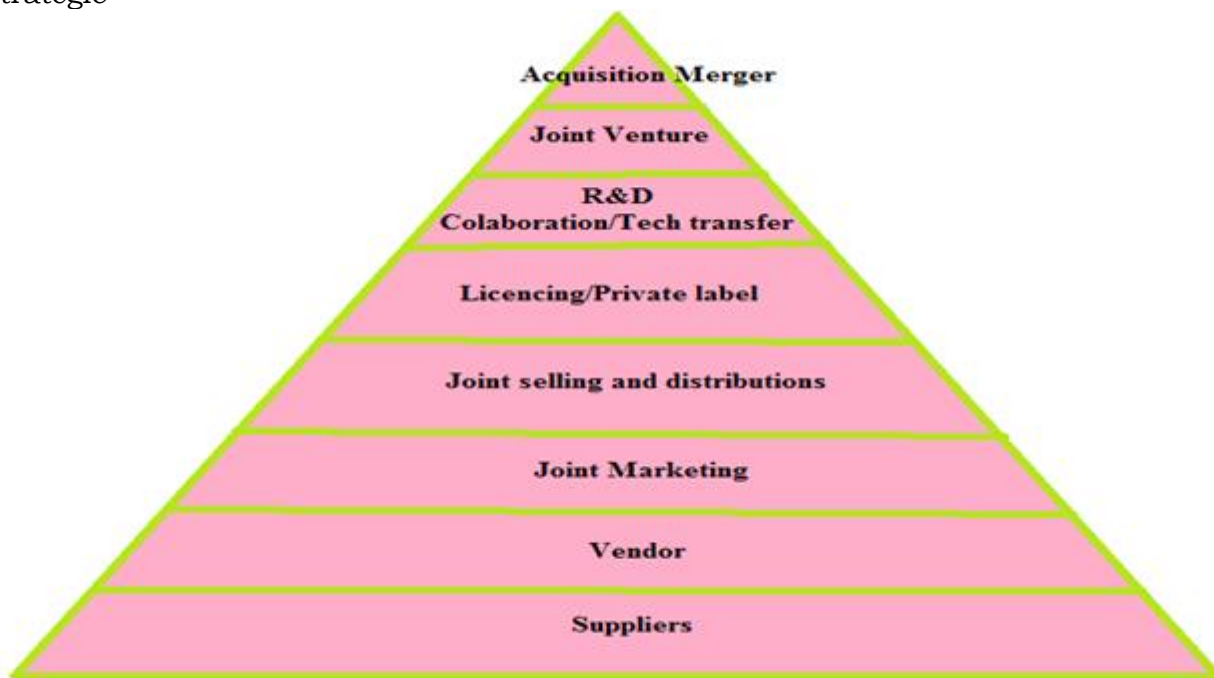 Acquisition Merger
Joint Venture
R&D
Colaboration/Tech transfer
Licencing/Private label
Joint selling and distributions
Joint Marketing
Vendor
Suppliers